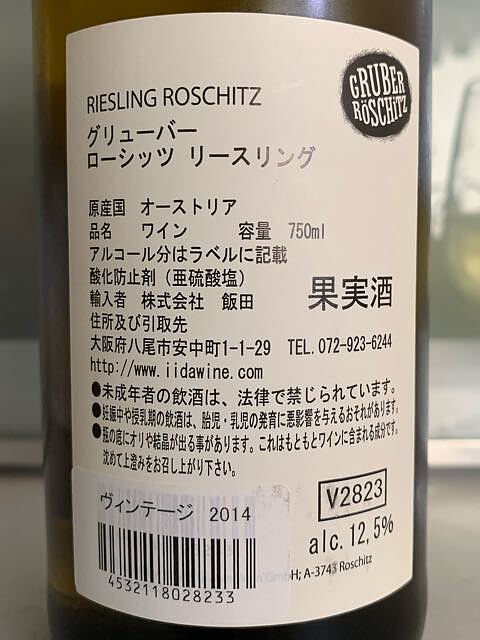 GRUBER
RÖSCHiTZ
RIESLING ROSCHITZ
グリューバー
ローシッツ リースリング
原産国 オーストリア
品名 ワイン 容量 750ml
アルコール分はラベルに記載
酸化防止剤（亜硫酸塩）
輸入者 株式会社 飯田
果実酒
住所及び引取先
大阪府八尾市安中町1-1-29 TEL.072-923-6244
http://www.iidawine.com
●未成年者の飲酒は、法律で禁じられています。
●妊娠中や授乳期の飲酒は、胎児・乳児の発育に悪影響を与えるおそれがあります。
●瓶の底にオリや結晶が出る事があります。これはもともとワインに含まれる成分です。
沈めて上澄みをお召し上がり下さい。
V2823
ヴィンテージ 2014
alc.12,5%
GmbH; A-3743 Roschitz
4532118028233